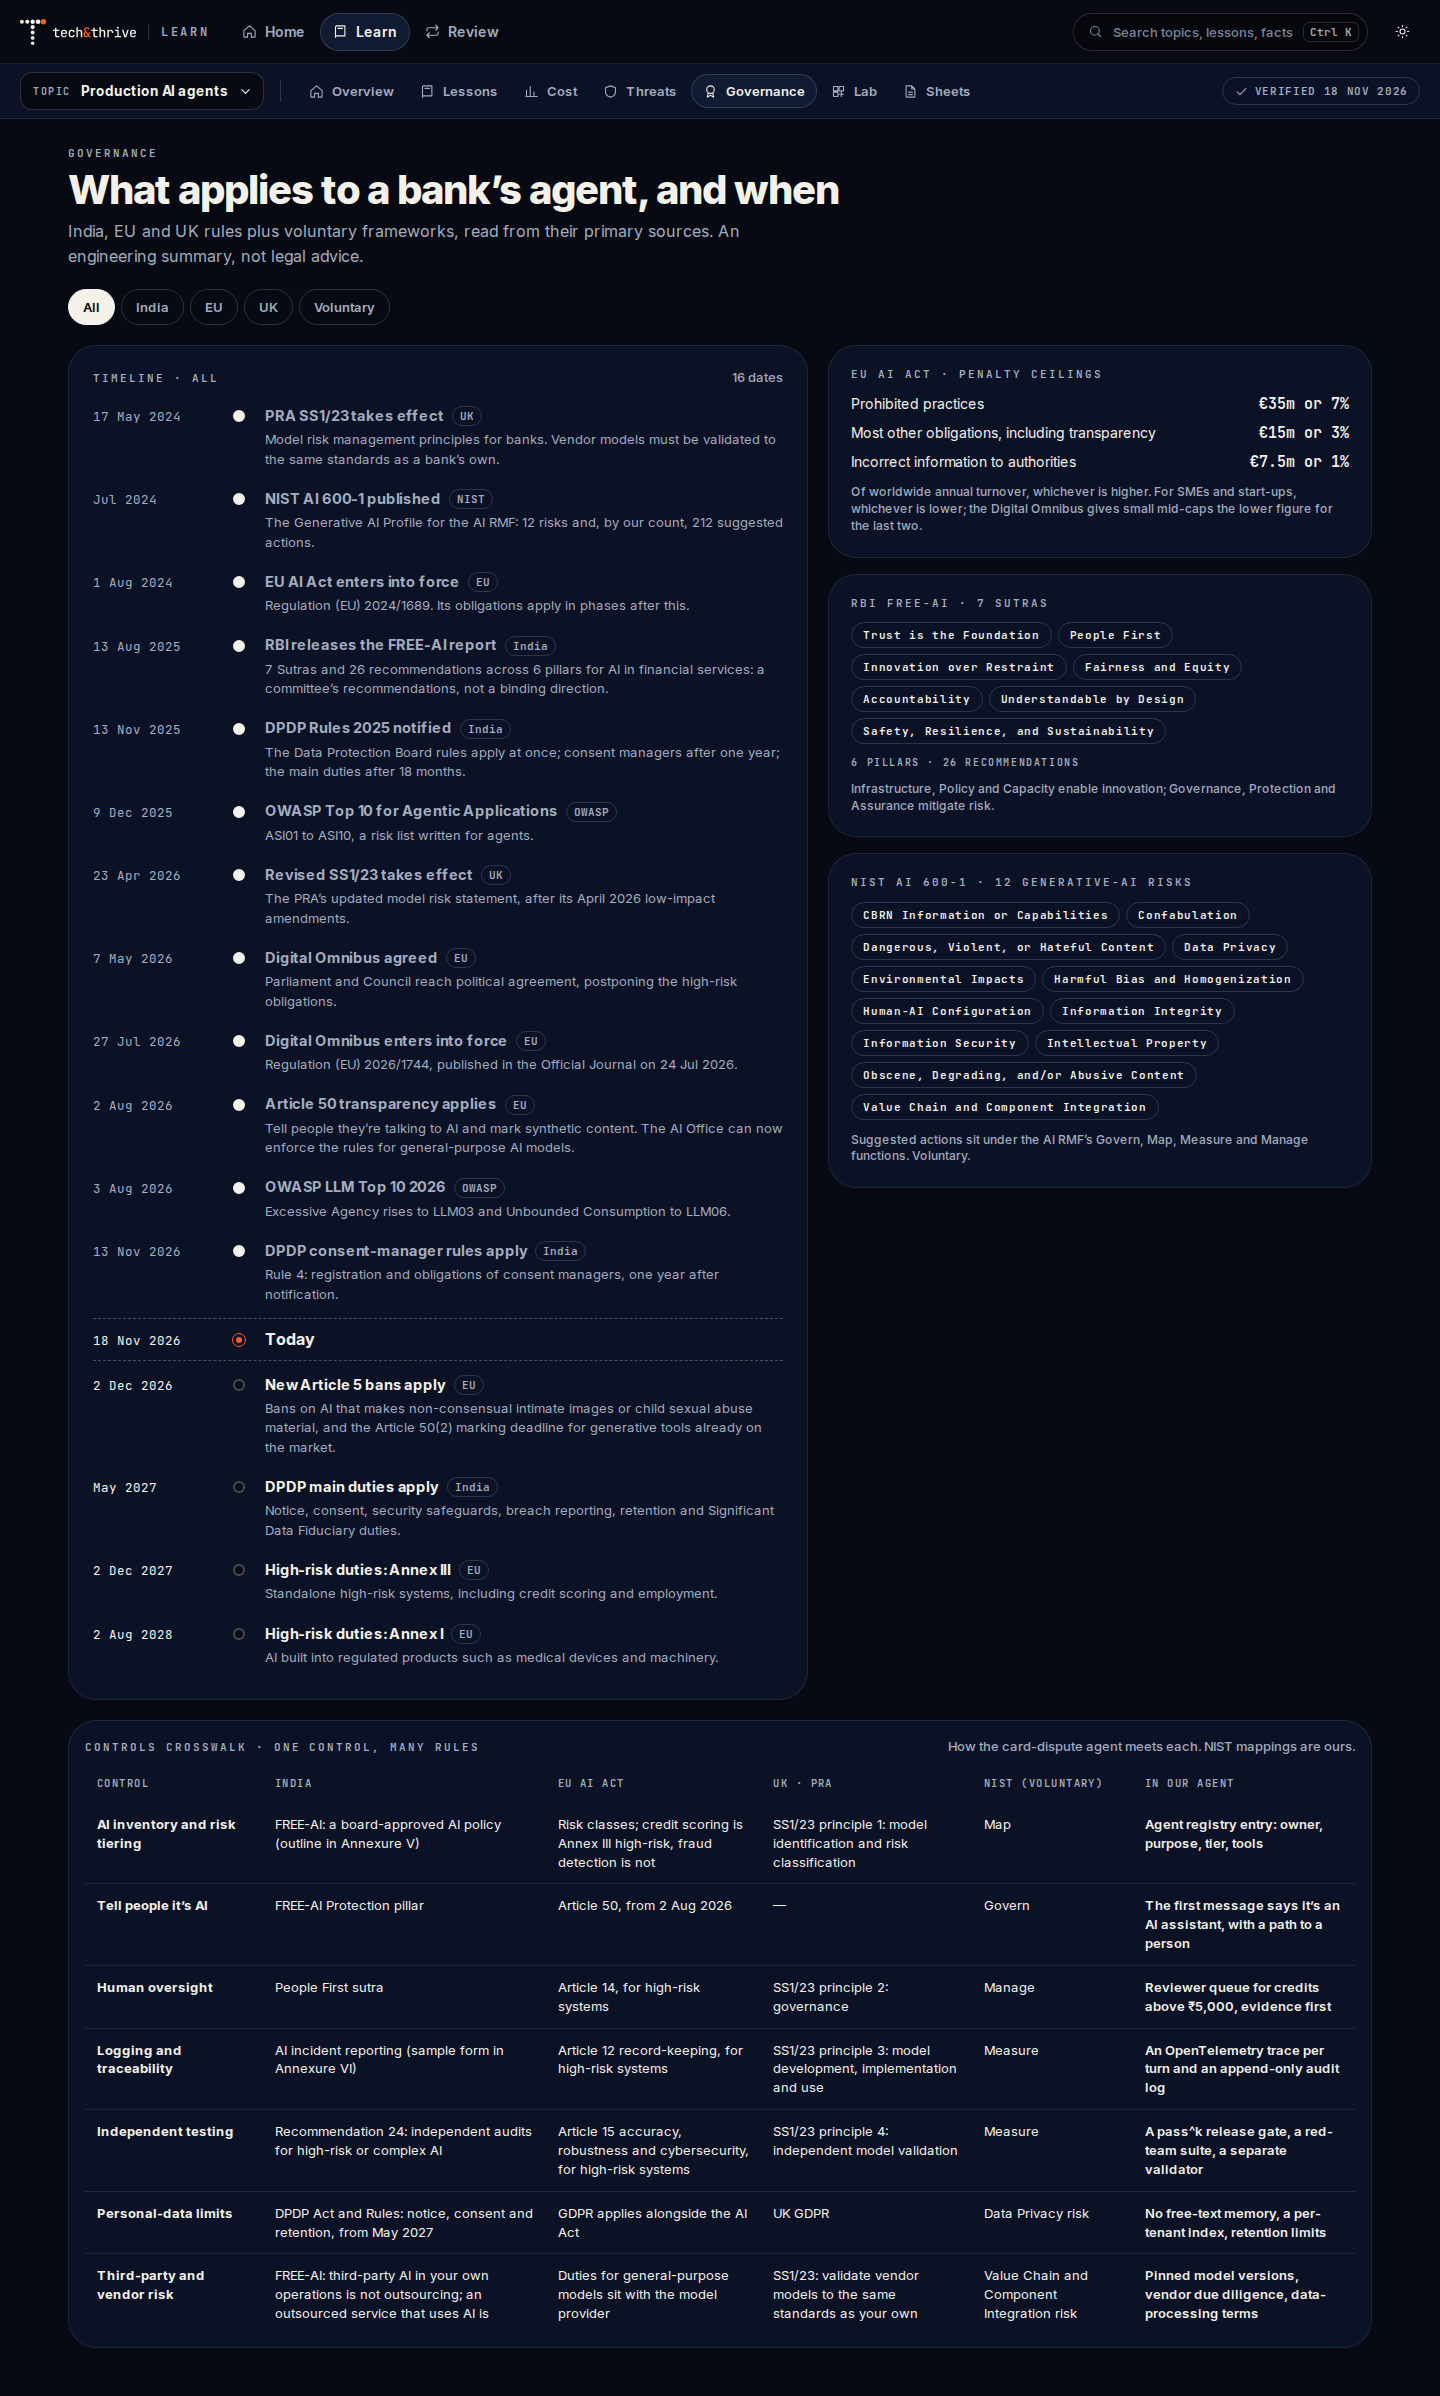 tech&thrive
LEARN
Home
Learn
Review
Search topics, lessons, facts
Ctrl K
TOPIC Production AI agents
Overview
Lessons
Cost
Threats
Governance
Lab
Sheets
VERIFIED 18 NOV 2026
GOVERNANCE
What applies to a bank’s agent, and when
India, EU and UK rules plus voluntary frameworks, read from their primary sources. An
engineering summary, not legal advice.
All
India
EU
UK
Voluntary
TIMELINE · ALL
16 dates
17 May 2024
PRA SS1/23 takes effect UK
Model risk management principles for banks. Vendor models must be validated to
the same standards as a bank’s own.
Jul 2024
NIST AI 600-1 published NIST
The Generative AI Profile for the AI RMF: 12 risks and, by our count, 212 suggested
actions.
1 Aug 2024
EU AI Act enters into force EU
Regulation (EU) 2024/1689. Its obligations apply in phases after this.
13 Aug 2025
RBI releases the FREE-AI report India
7 Sutras and 26 recommendations across 6 pillars for AI in financial services: a
committee’s recommendations, not a binding direction.
13 Nov 2025
DPDP Rules 2025 notified India
The Data Protection Board rules apply at once; consent managers after one year;
the main duties after 18 months.
9 Dec 2025
OWASP Top 10 for Agentic Applications OWASP
ASI01 to ASI10, a risk list written for agents.
23 Apr 2026
Revised SS1/23 takes effect UK
The PRA’s updated model risk statement, after its April 2026 low-impact
amendments.
7 May 2026
Digital Omnibus agreed EU
Parliament and Council reach political agreement, postponing the high-risk
obligations.
27 Jul 2026
Digital Omnibus enters into force EU
Regulation (EU) 2026/1744, published in the Official Journal on 24 Jul 2026.
2 Aug 2026
Article 50 transparency applies EU
Tell people they’re talking to AI and mark synthetic content. The AI Office can now
enforce the rules for general-purpose AI models.
3 Aug 2026
OWASP LLM Top 10 2026 OWASP
Excessive Agency rises to LLM03 and Unbounded Consumption to LLM06.
13 Nov 2026
DPDP consent-manager rules apply India
Rule 4: registration and obligations of consent managers, one year after
notification.
18 Nov 2026
Today
2 Dec 2026
New Article 5 bans apply EU
Bans on AI that makes non-consensual intimate images or child sexual abuse
material, and the Article 50(2) marking deadline for generative tools already on
the market.
May 2027
DPDP main duties apply India
Notice, consent, security safeguards, breach reporting, retention and Significant
Data Fiduciary duties.
2 Dec 2027
High-risk duties: Annex III EU
Standalone high-risk systems, including credit scoring and employment.
2 Aug 2028
High-risk duties: Annex I EU
AI built into regulated products such as medical devices and machinery.
EU AI ACT · PENALTY CEILINGS
Prohibited practices €35m or 7%
Most other obligations, including transparency €15m or 3%
Incorrect information to authorities €7.5m or 1%
Of worldwide annual turnover, whichever is higher. For SMEs and start-ups,
whichever is lower; the Digital Omnibus gives small mid-caps the lower figure for
the last two.
RBI FREE-AI · 7 SUTRAS
Trust is the Foundation
People First
Innovation over Restraint
Fairness and Equity
Accountability
Understandable by Design
Safety, Resilience, and Sustainability
6 PILLARS · 26 RECOMMENDATIONS
Infrastructure, Policy and Capacity enable innovation; Governance, Protection and
Assurance mitigate risk.
NIST AI 600-1 · 12 GENERATIVE-AI RISKS
CBRN Information or Capabilities
Confabulation
Dangerous, Violent, or Hateful Content
Data Privacy
Environmental Impacts
Harmful Bias and Homogenization
Human-AI Configuration
Information Integrity
Information Security
Intellectual Property
Obscene, Degrading, and/or Abusive Content
Value Chain and Component Integration
Suggested actions sit under the AI RMF’s Govern, Map, Measure and Manage
functions. Voluntary.
CONTROLS CROSSWALK · ONE CONTROL, MANY RULES
How the card-dispute agent meets each. NIST mappings are ours.
CONTROL
INDIA
EU AI ACT
UK · PRA
NIST (VOLUNTARY)
IN OUR AGENT
AI inventory and risk
tiering
FREE-AI: a board-approved AI policy
(outline in Annexure V)
Risk classes; credit scoring is
Annex III high-risk, fraud
detection is not
SS1/23 principle 1: model
identification and risk
classification
Map
Agent registry entry: owner,
purpose, tier, tools
Tell people it’s AI
FREE-AI Protection pillar
Article 50, from 2 Aug 2026
—
Govern
The first message says it’s an
AI assistant, with a path to a
person
Human oversight
People First sutra
Article 14, for high-risk
systems
SS1/23 principle 2:
governance
Manage
Reviewer queue for credits
above ₹5,000, evidence first
Logging and
traceability
AI incident reporting (sample form in
Annexure VI)
Article 12 record-keeping, for
high-risk systems
SS1/23 principle 3: model
development, implementation
and use
Measure
An OpenTelemetry trace per
turn and an append-only audit
log
Independent testing
Recommendation 24: independent audits
for high-risk or complex AI
Article 15 accuracy,
robustness and cybersecurity,
for high-risk systems
SS1/23 principle 4:
independent model validation
Measure
A pass^k release gate, a red-
team suite, a separate
validator
Personal-data limits
DPDP Act and Rules: notice, consent and
retention, from May 2027
GDPR applies alongside the AI
Act
UK GDPR
Data Privacy risk
No free-text memory, a per-
tenant index, retention limits
Third-party and
vendor risk
FREE-AI: third-party AI in your own
operations is not outsourcing; an
outsourced service that uses AI is
Duties for general-purpose
models sit with the model
provider
SS1/23: validate vendor
models to the same
standards as your own
Value Chain and
Component
Integration risk
Pinned model versions,
vendor due diligence, data-
processing terms